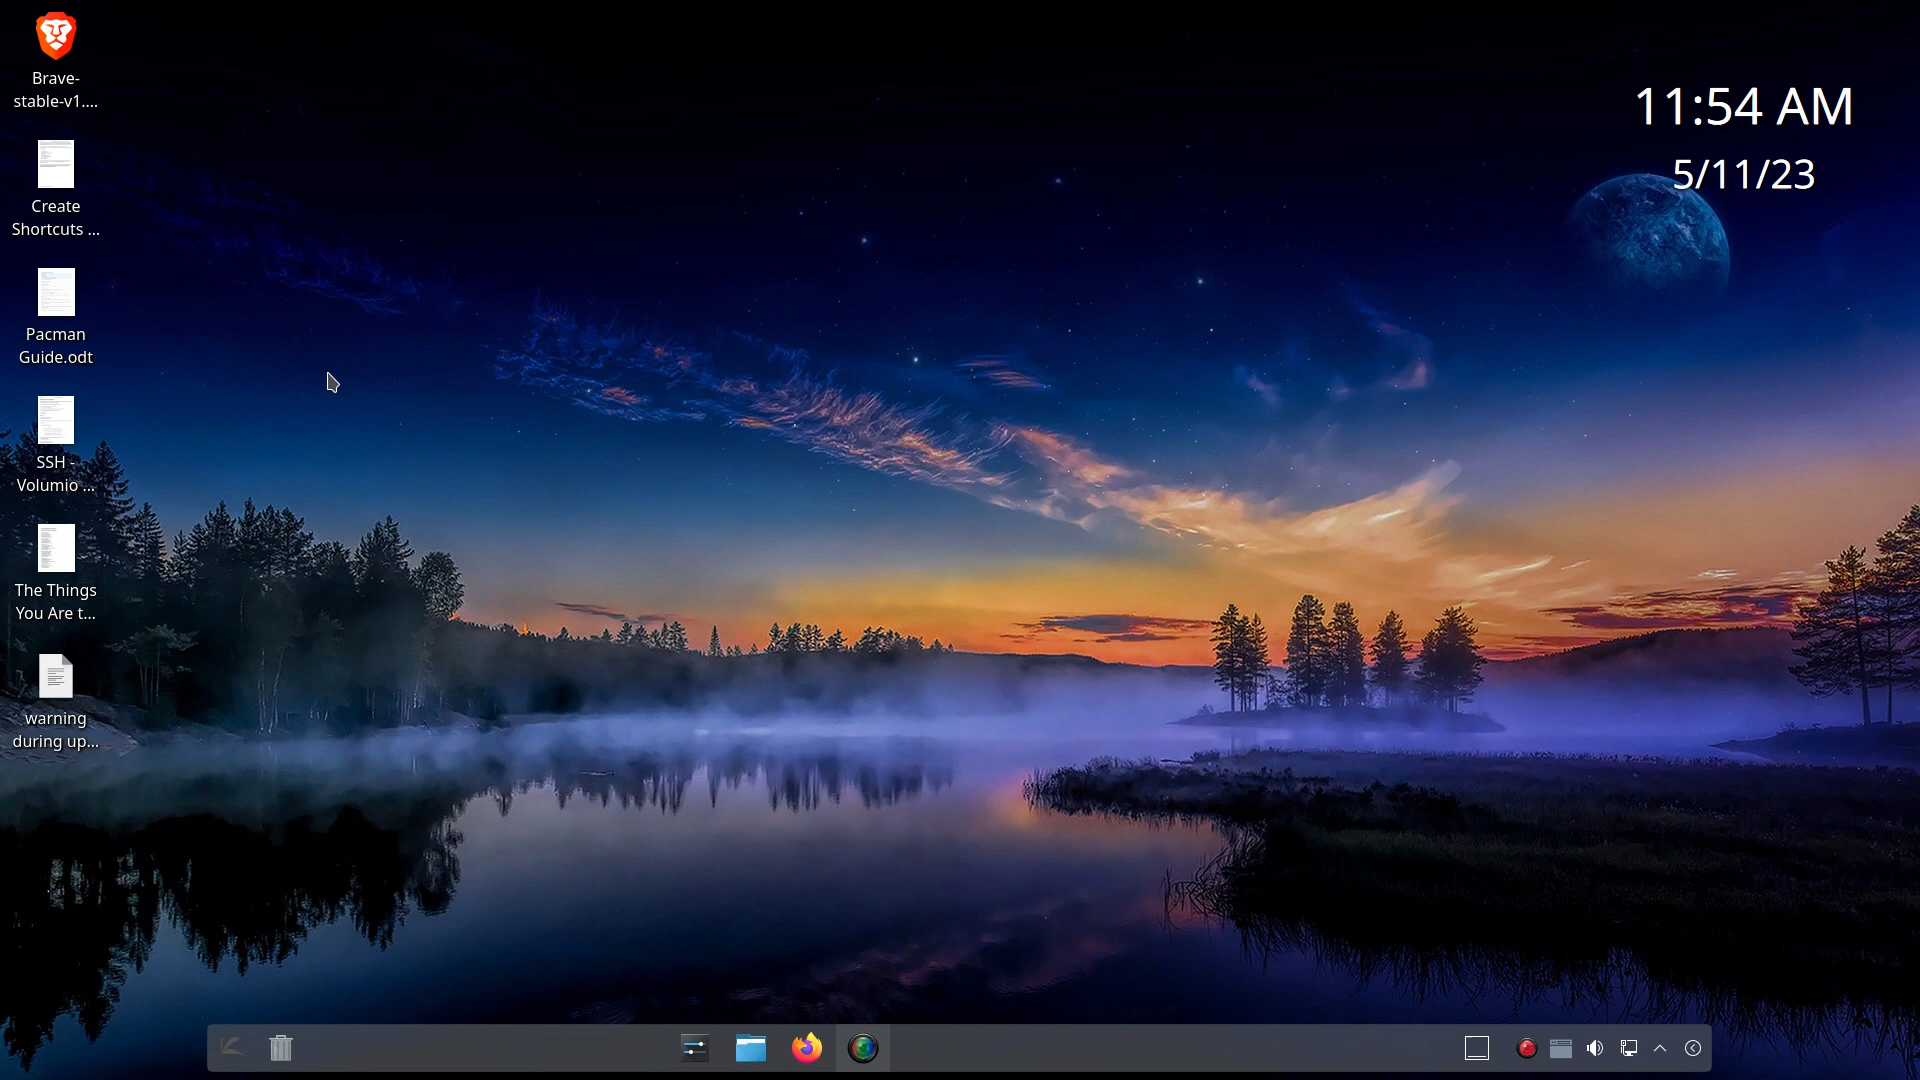 Brave-
stable-v1....
Create
Shortcuts ...
Pacman
Guide.odt
SSH -
Volumio ...
The Things
You Are t...
warning
during up...
11:54 AM
5/11/23